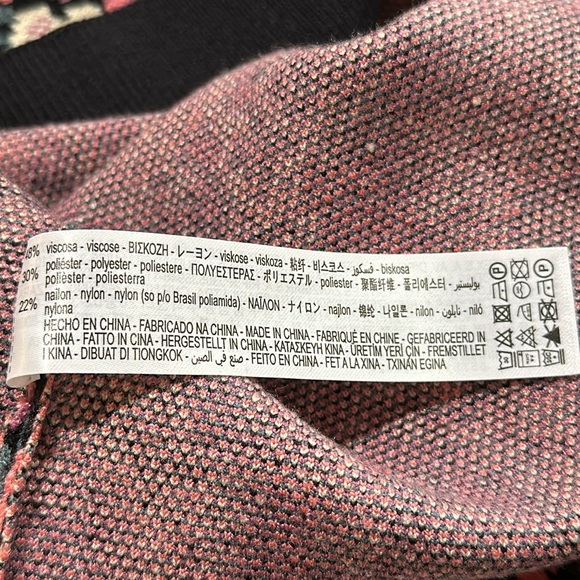 48% viscosa - viscose - ΒΙΣΚΟΖΗ - レーヨン - viskose - viskoza - 粘纤 - 비스코스 - فسكوز - biskosa
30% poliéster - polyester - poliestere - ΠΟΛΥΕΣΤΕΡΑΣ - ポリエステル - poliester - 聚酯纤维 - 폴리에스터 - بوليستير -
polièster - poliesterra
22% nailon - nylon - nylon (so p/o Brasil poliamida) - ΝΑΪΛΟΝ - ナイロン - najlon - 锦纶 - 나일론 - nilon - نايلون - niló
nylona
HECHO EN CHINA - FABRICADO NA CHINA - MADE IN CHINA - FABRIQUÉ EN CHINE - GEFABRICEERD IN
CHINA - FATTO IN CINA - HERGESTELLT IN CHINA - ΚΑΤΑΣΚΕΥΗ ΚΙΝΑ - ÜRETİM YERİ ÇİN - FREMSTILLET
I KINA - DIBUAT DI TIONGKOK - صنع في الصين - FEITO EN CHINA - FET A LA XINA - TXINAN EGINA